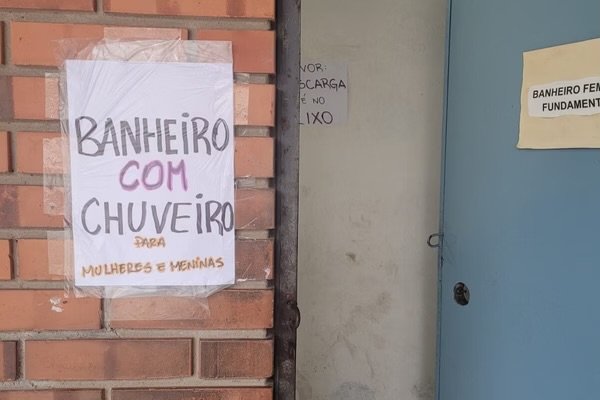 BANHEIRO
COM
CHUVEIRO
PARA
MULHERES E MENINAS
VOR:
SCARGA
É NO
LIXO
BANHEIRO FEM
FUNDAMENT